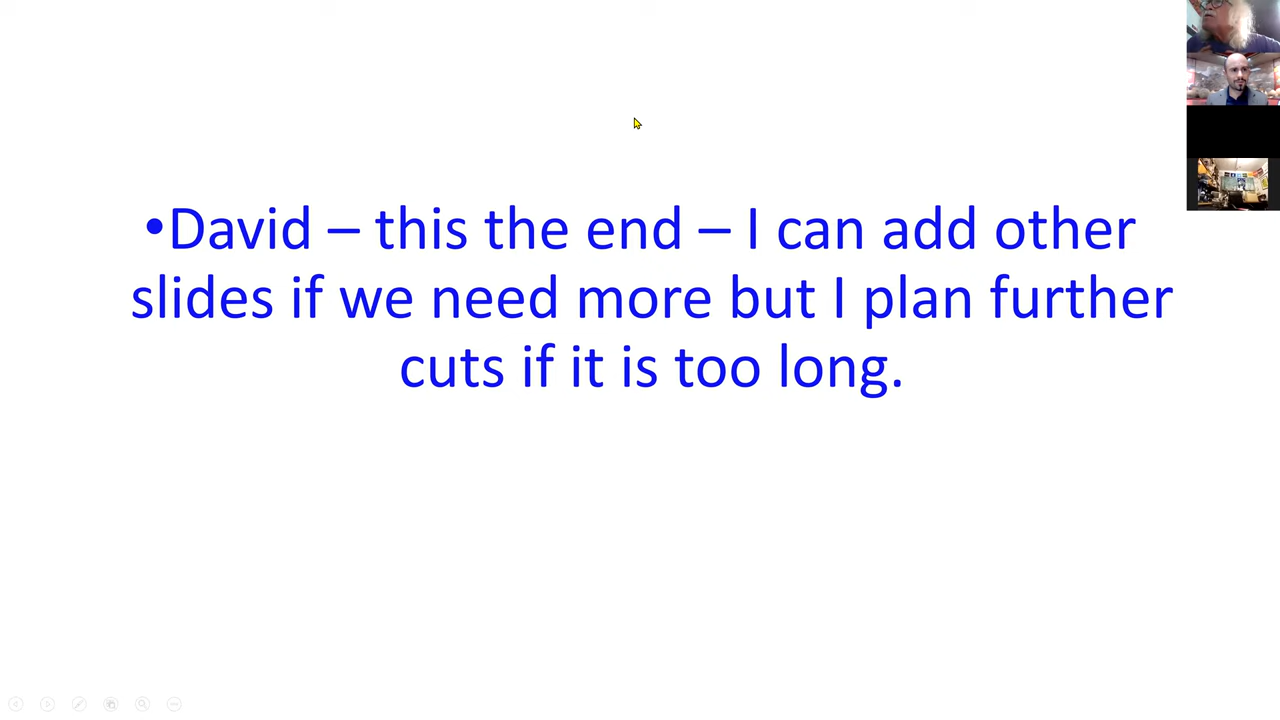 •David – this the end – I can add other
slides if we need more but I plan further
cuts if it is too long.